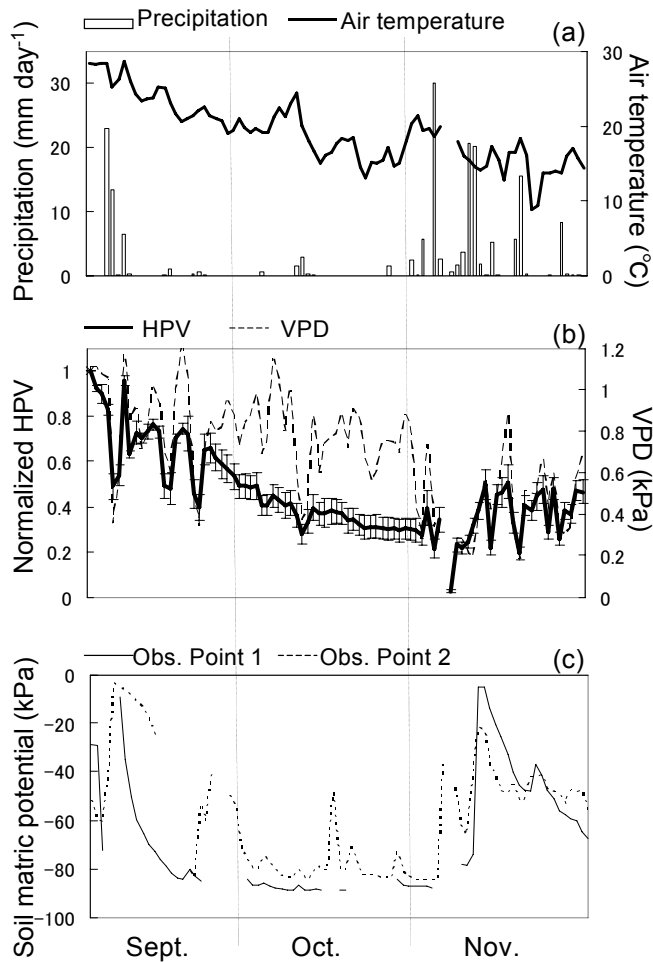 Precipitation Air temperature
(a)
Precipitation (mm day⁻¹)
30
20
10
0
30
20
10
0
Air temperature (℃)
HPV VPD
(b)
Normalized HPV
1
0.8
0.6
0.4
0.2
0
1.2
1
0.8
0.6
0.4
0.2
0
VPD (kPa)
Obs. Point 1 Obs. Point 2
(c)
Soil matric potential (kPa)
0
−20
−40
−60
−80
−100
Sept. Oct. Nov.